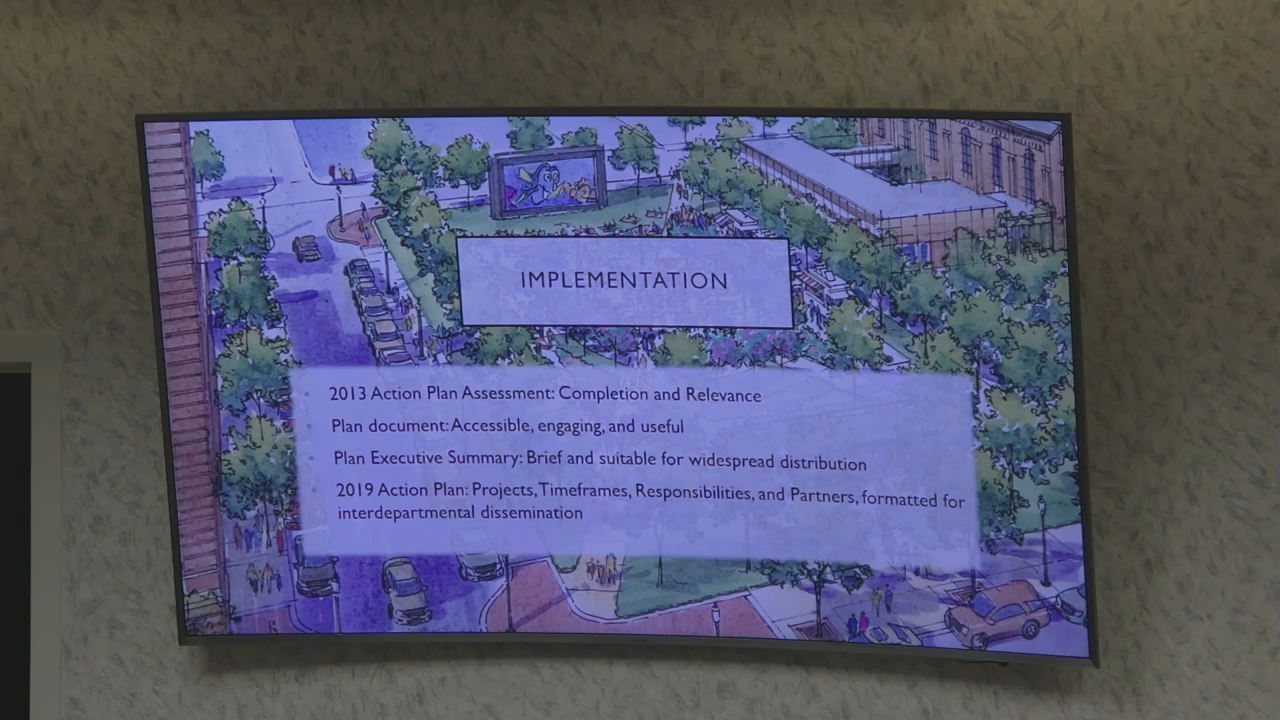 IMPLEMENTATION
2013 Action Plan Assessment: Completion and Relevance
Plan document: Accessible, engaging, and useful
Plan Executive Summary: Brief and suitable for widespread distribution
2019 Action Plan: Projects, Timeframes, Responsibilities, and Partners, formatted for
interdepartmental dissemination